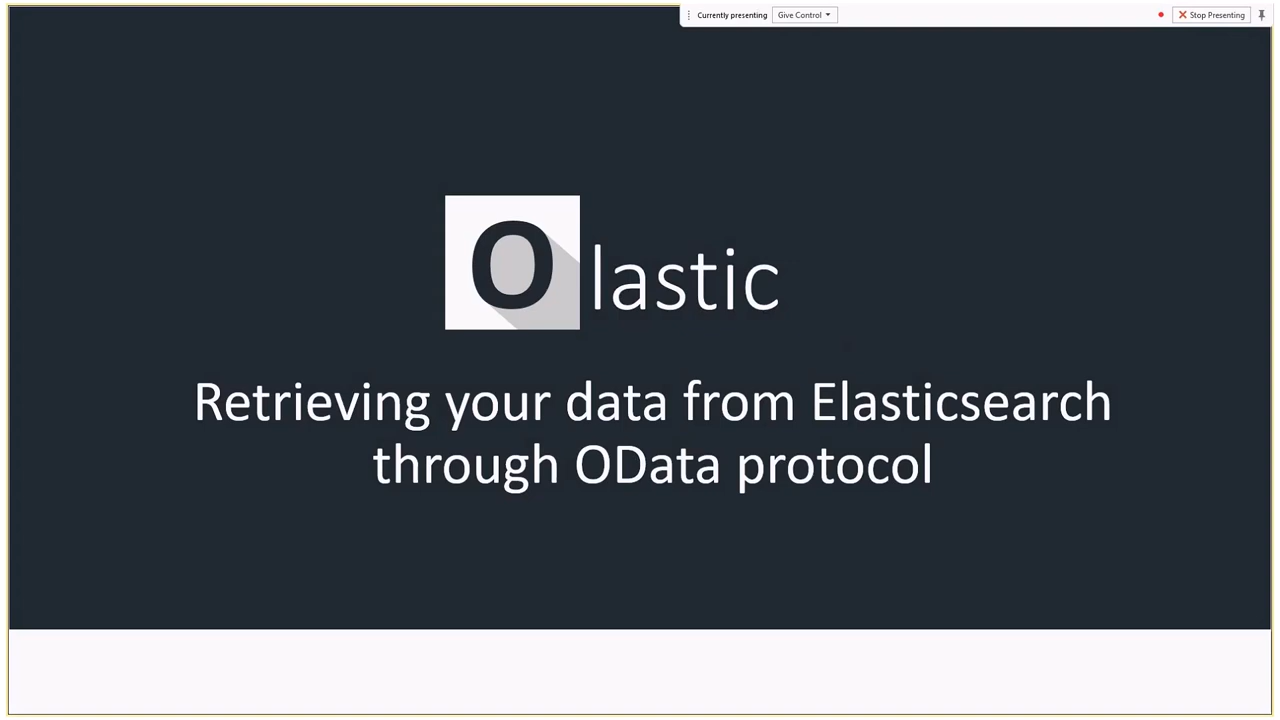 Currently presenting Give Control Stop Presenting
Olastic
Retrieving your data from Elasticsearch
through OData protocol